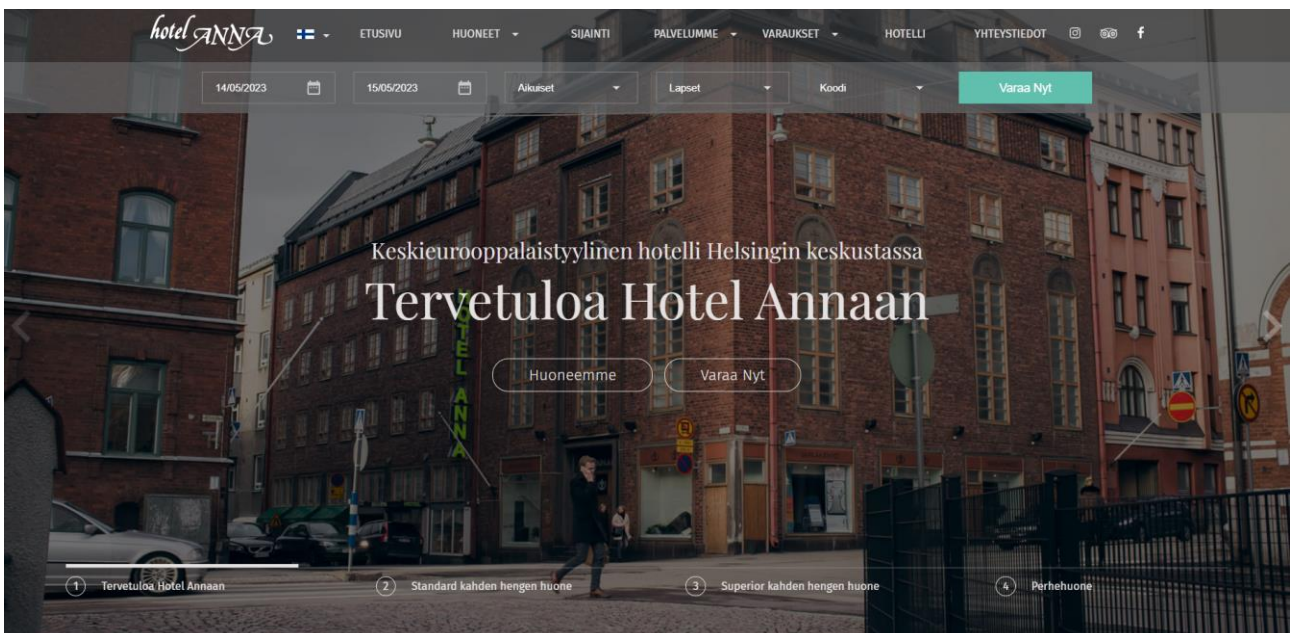 hotel ANNA
ETUSIVU
HUONEET
SIJAINTI
PALVELUMME
VARAUKSET
HOTELLI
YHTEYSTIEDOT
14/05/2023
15/05/2023
Aikuiset
Lapset
Koodi
Varaa Nyt
Keskieurooppalaistyylinen hotelli Helsingin keskustassa
Tervetuloa Hotel Annaan
HOTEL ANNA
Huoneemme
Varaa Nyt
1 Tervetuloa Hotel Annaan
2 Standard kahden hengen huone
3 Superior kahden hengen huone
4 Perhehuone